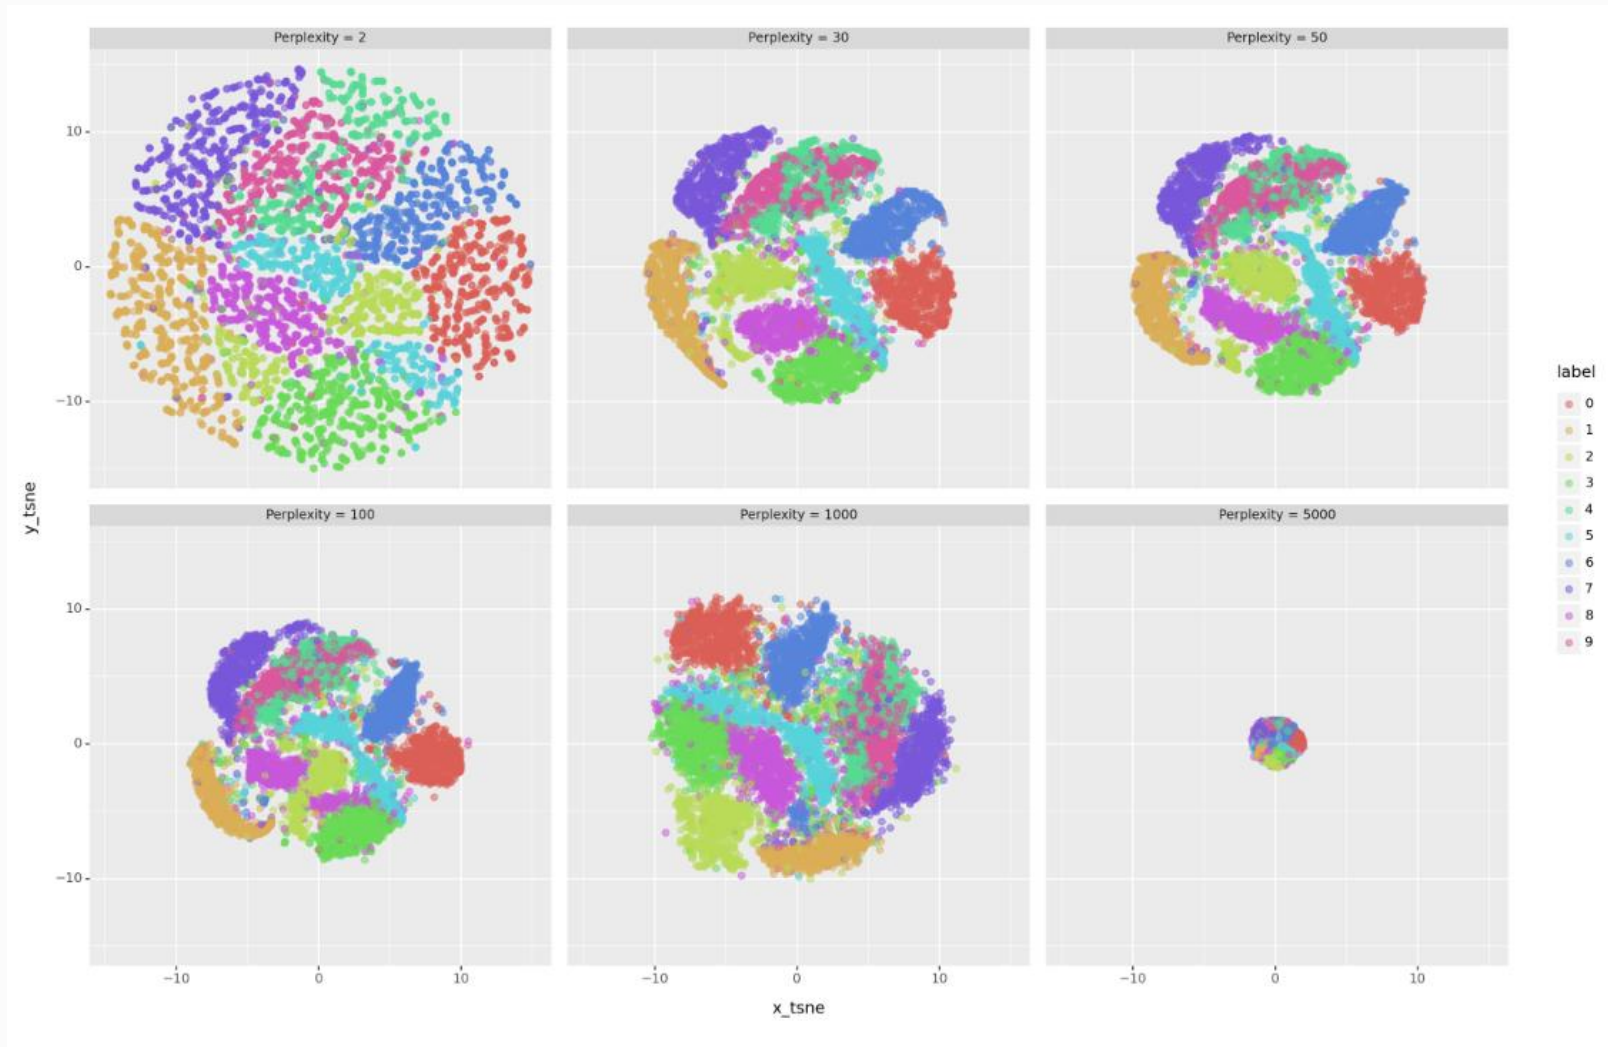 Perplexity = 2
Perplexity = 30
Perplexity = 50
10
0
−10
Perplexity = 100
Perplexity = 1000
Perplexity = 5000
10
0
−10
−10 0 10
−10 0 10
−10 0 10
y_tsne
x_tsne
label
0
1
2
3
4
5
6
7
8
9